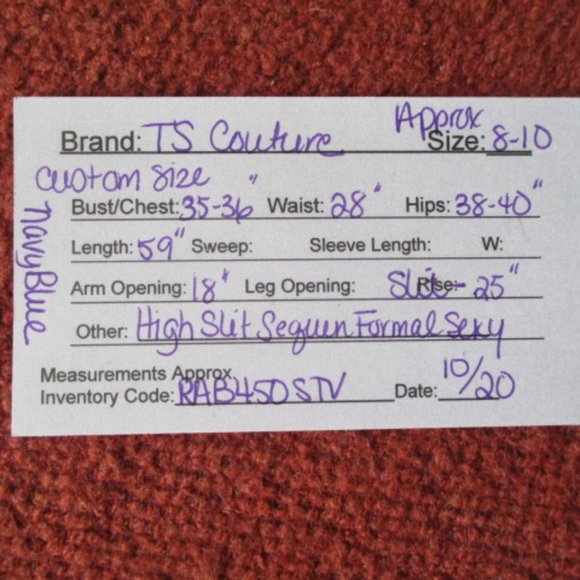 Approx
Brand: TS Couture Size: 8-10
Custom Size
Bust/Chest: 35-36" Waist: 28" Hips: 38-40"
Length: 59" Sweep: Sleeve Length: W:
Arm Opening: 18" Leg Opening: Slit Rise: - 25"
Other: High Slit Sequen Formal Sexy
Measurements Approx.
Inventory Code: RAB450STV Date: 10/20
Navy Blue